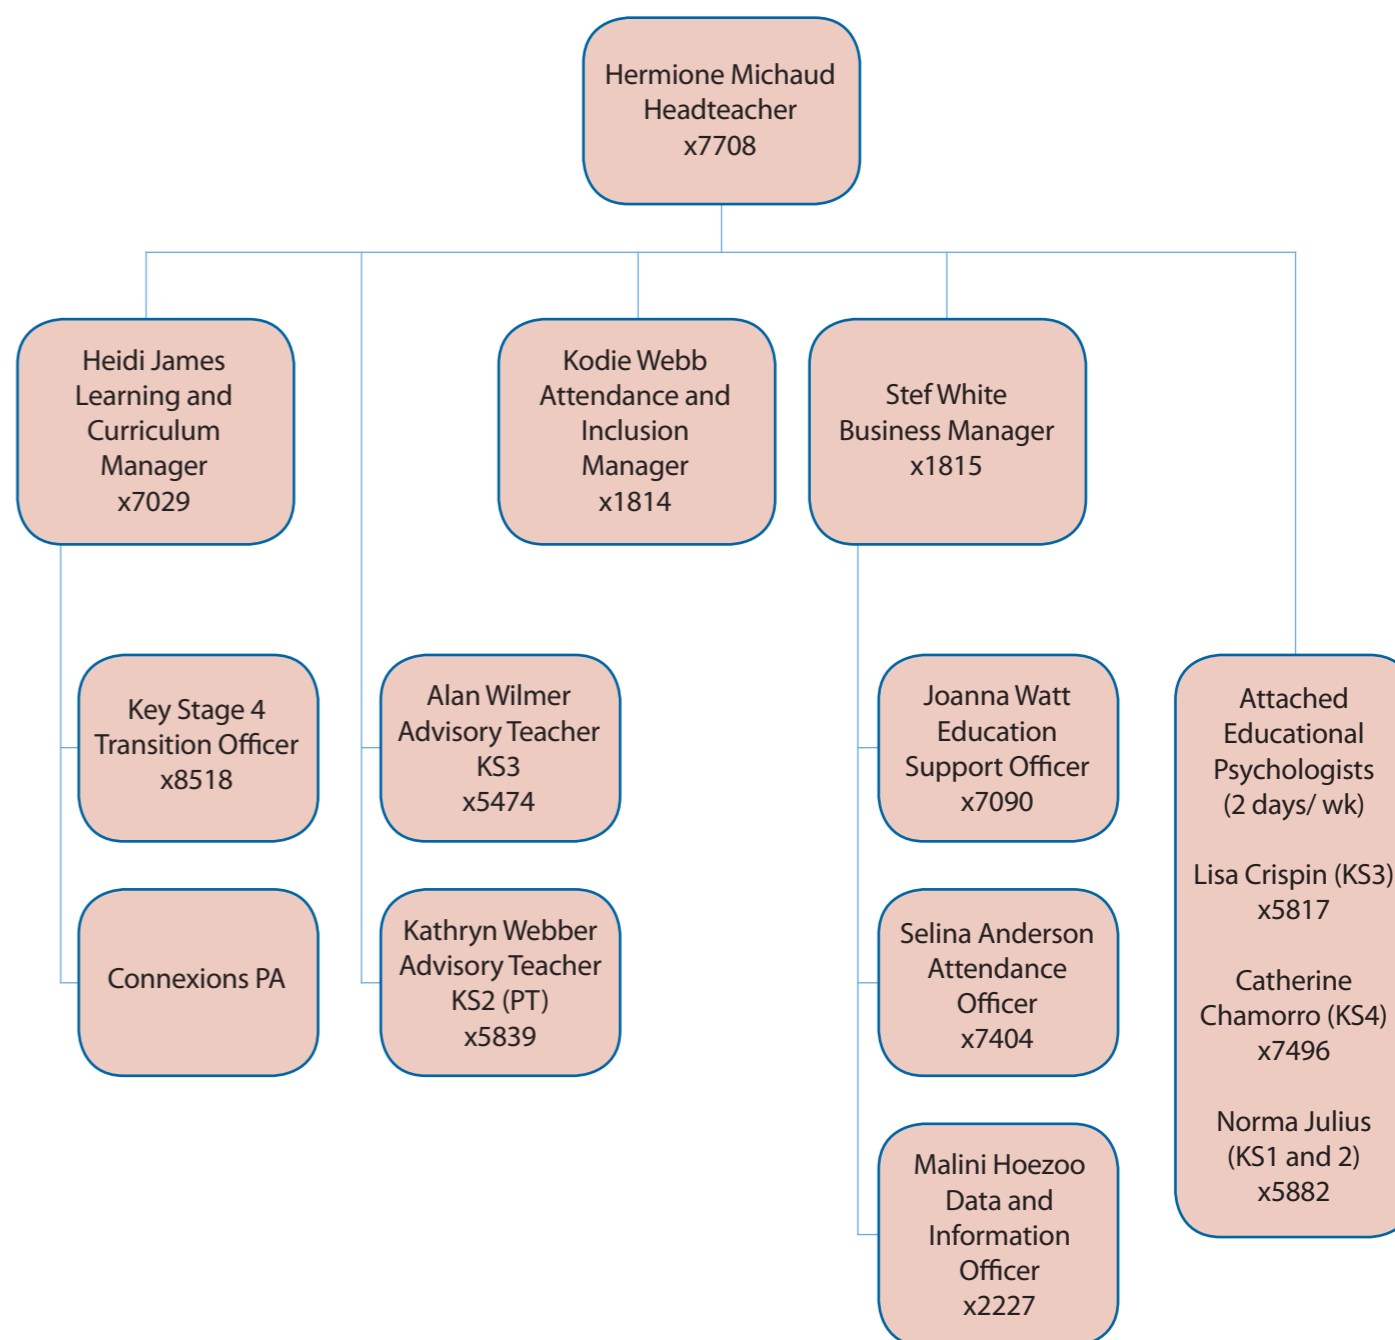 Hermione Michaud
Headteacher
x7708
Heidi James
Learning and
Curriculum
Manager
x7029
Kodie Webb
Attendance and
Inclusion
Manager
x1814
Stef White
Business Manager
x1815
Key Stage 4
Transition Officer
x8518
Alan Wilmer
Advisory Teacher
KS3
x5474
Joanna Watt
Education
Support Officer
x7090
Attached
Educational
Psychologists
(2 days/ wk)
Lisa Crispin (KS3)
x5817
Catherine
Chamorro (KS4)
x7496
Norma Julius
(KS1 and 2)
x5882
Connexions PA
Kathryn Webber
Advisory Teacher
KS2 (PT)
x5839
Selina Anderson
Attendance
Officer
x7404
Malini Hoezoo
Data and
Information
Officer
x2227